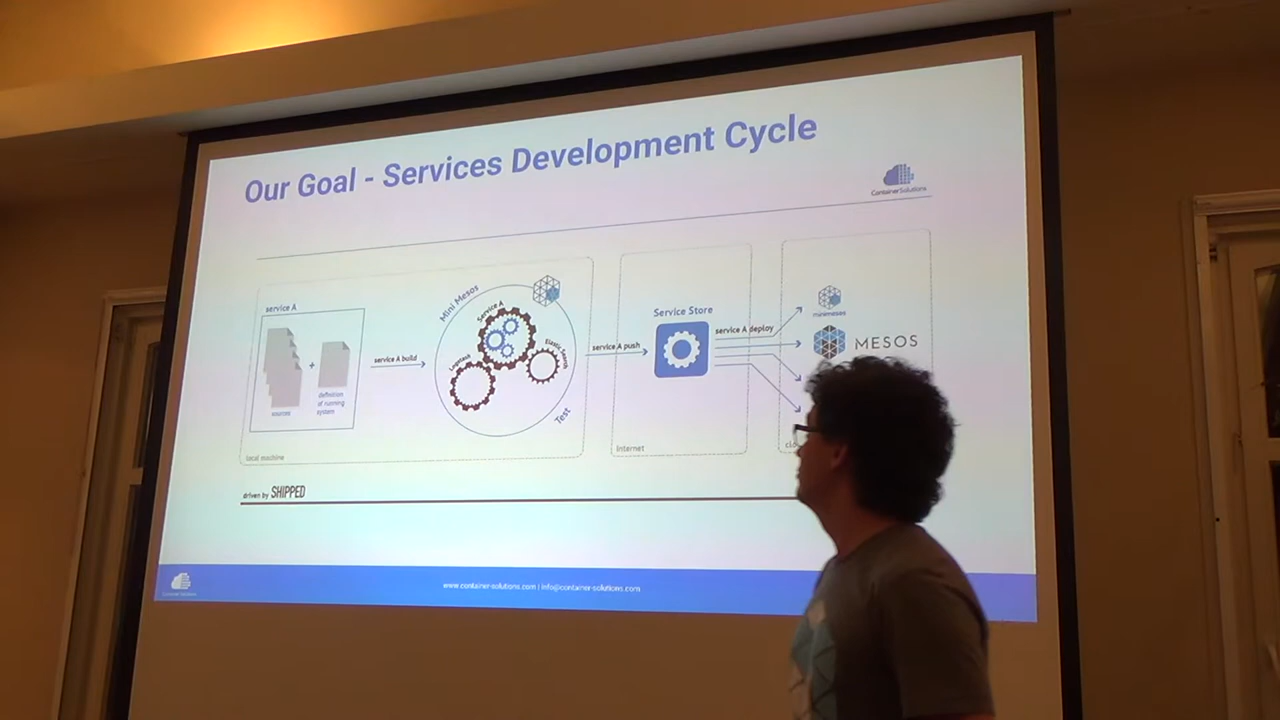 Our Goal - Services Development Cycle
ContainerSolutions
service A
sources
+
definition
of running
system
service A build
Mini Mesos
Service A
Logstash
Elastic Search
Test
local machine
service A push
Service Store
service A deploy
Internet
minimesos
MESOS
driven by SHIPPED
Container Solutions
www.container-solutions.com | info@container-solutions.com